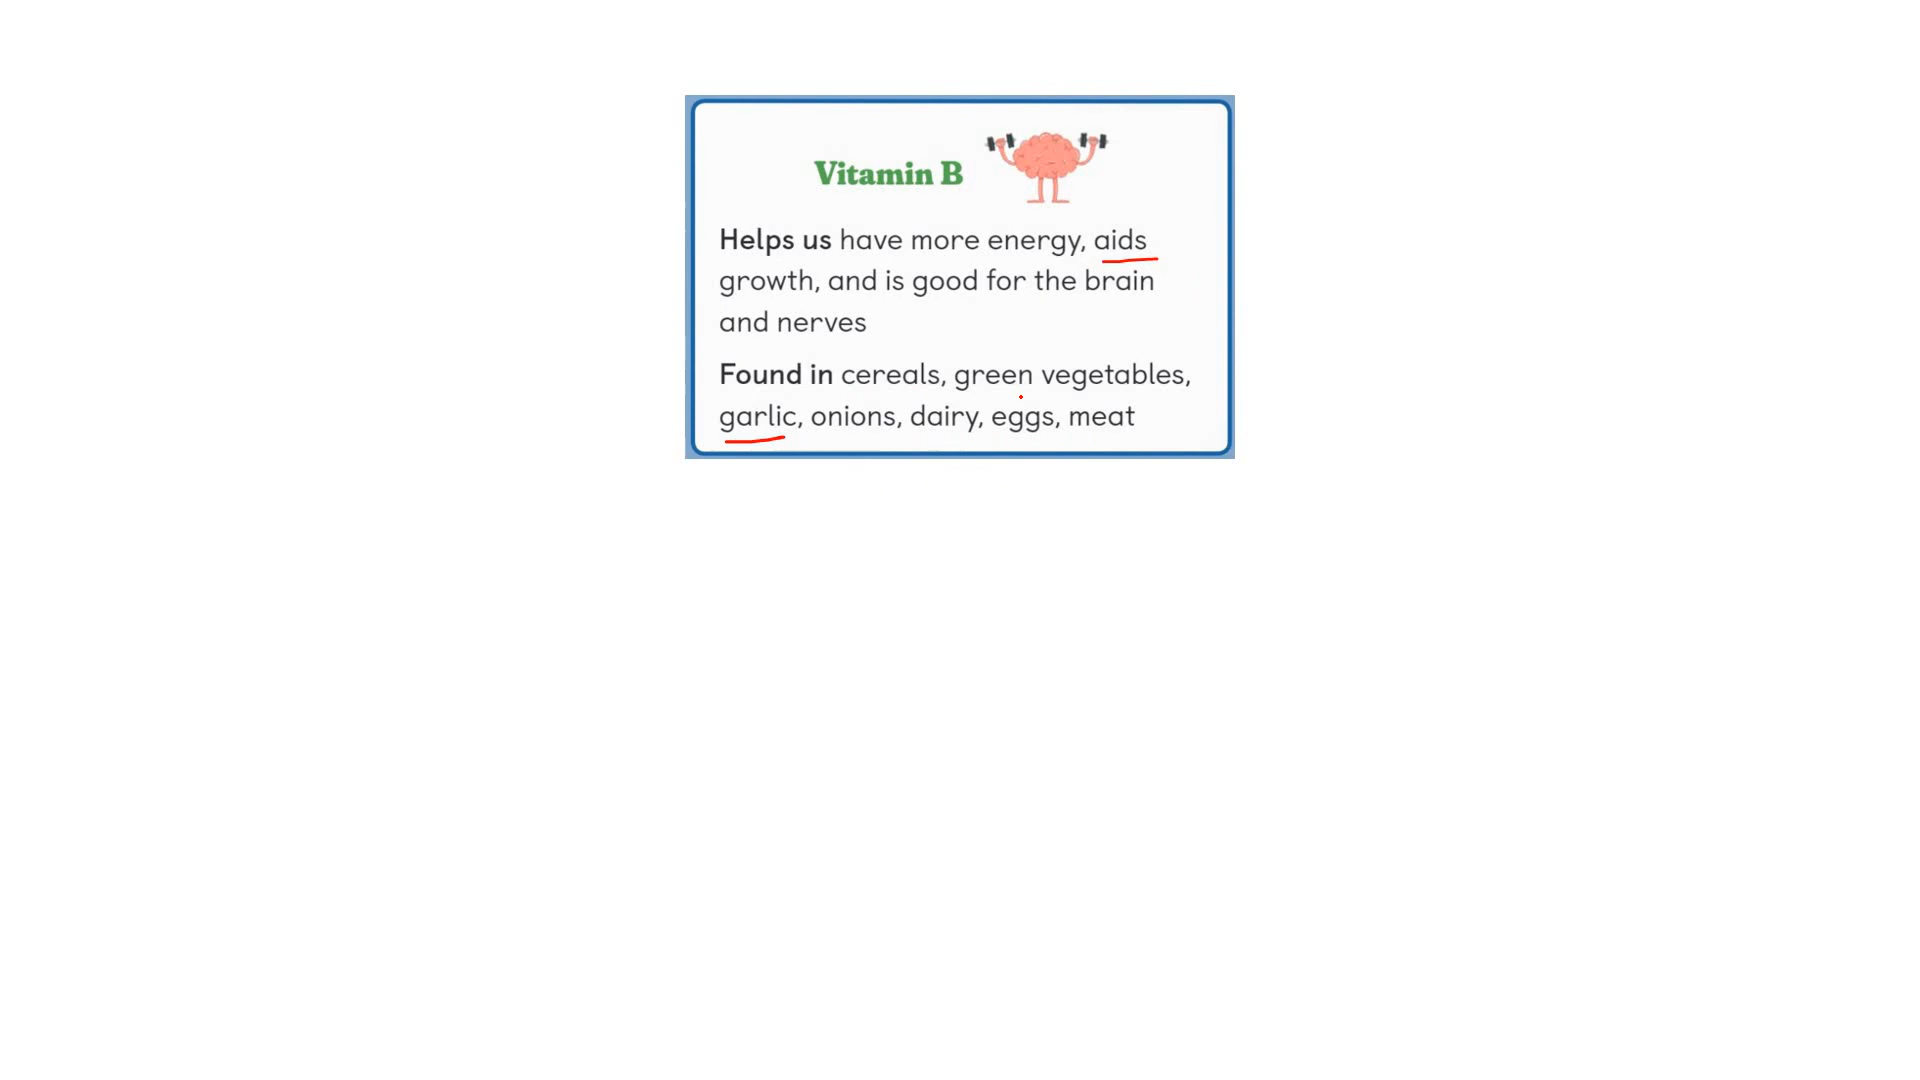 Vitamin B
Helps us have more energy, aids
growth, and is good for the brain
and nerves
Found in cereals, green vegetables,
garlic, onions, dairy, eggs, meat